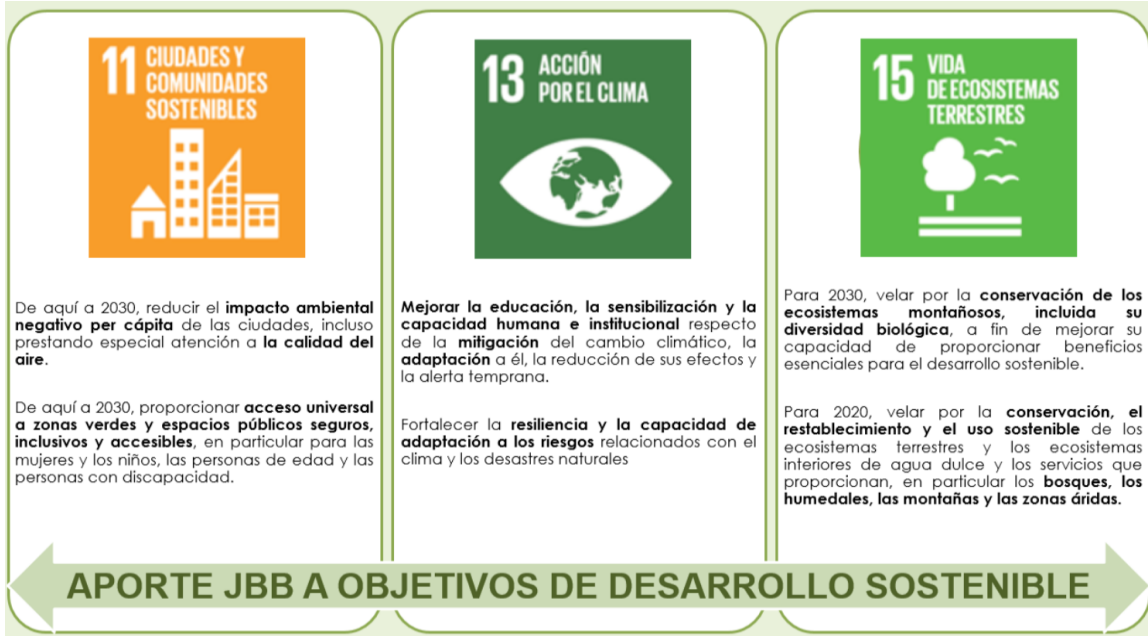 11 CIUDADES Y
COMUNIDADES
SOSTENIBLES
De aquí a 2030, reducir el impacto ambiental
negativo per cápita de las ciudades, incluso
prestando especial atención a la calidad del
aire.
De aquí a 2030, proporcionar acceso universal
a zonas verdes y espacios públicos seguros,
inclusivos y accesibles, en particular para las
mujeres y los niños, las personas de edad y las
personas con discapacidad.
13 ACCIÓN
POR EL CLIMA
Mejorar la educación, la sensibilización y la
capacidad humana e institucional respecto
de la mitigación del cambio climático, la
adaptación a él, la reducción de sus efectos y
la alerta temprana.
Fortalecer la resiliencia y la capacidad de
adaptación a los riesgos relacionados con el
clima y los desastres naturales
15 VIDA
DE ECOSISTEMAS
TERRESTRES
Para 2030, velar por la conservación de los
ecosistemas montañosos, incluida su
diversidad biológica, a fin de mejorar su
capacidad de proporcionar beneficios
esenciales para el desarrollo sostenible.
Para 2020, velar por la conservación, el
restablecimiento y el uso sostenible de los
ecosistemas terrestres y los ecosistemas
interiores de agua dulce y los servicios que
proporcionan, en particular los bosques, los
humedales, las montañas y las zonas áridas.
APORTE JBB A OBJETIVOS DE DESARROLLO SOSTENIBLE